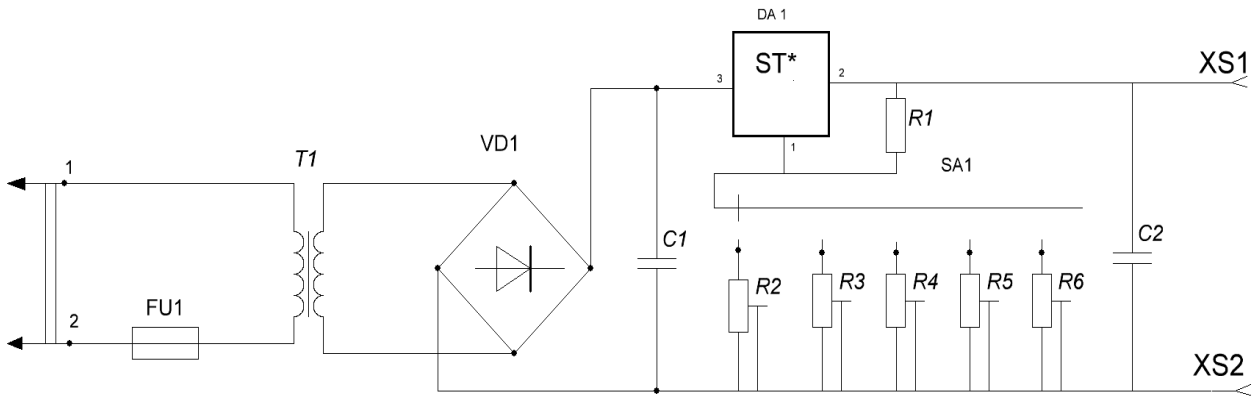 DA 1
ST*
3
2
1
XS1
R1
SA1
VD1
T1
1
C1
C2
R2
R3
R4
R5
R6
FU1
2
XS2